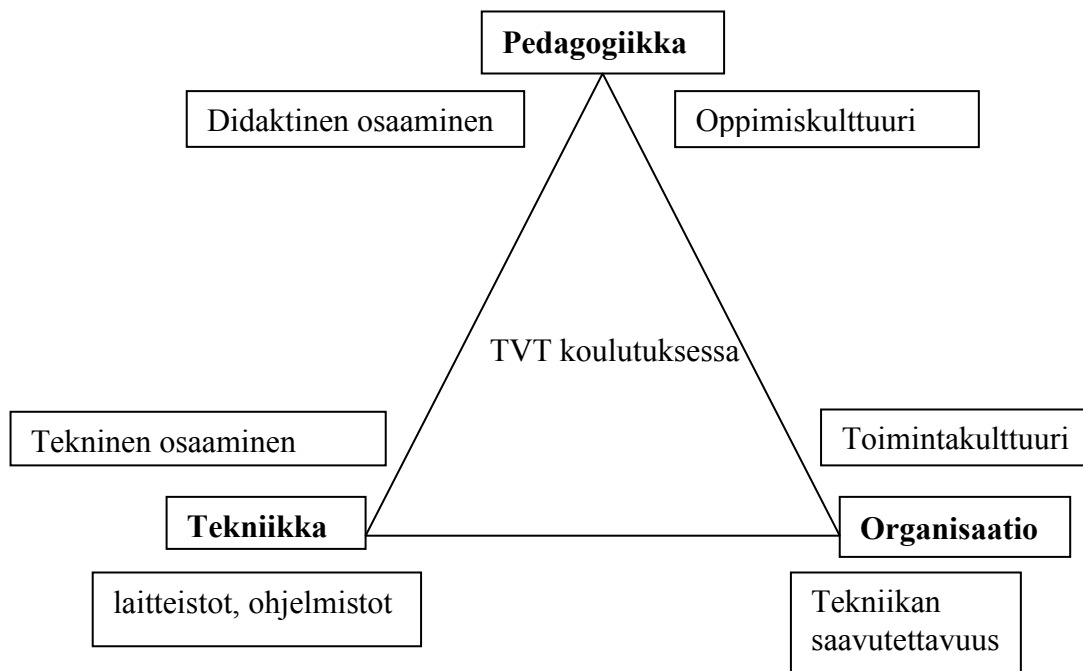 Pedagogiikka
Didaktinen osaaminen
Oppimiskulttuuri
TVT koulutuksessa
Tekninen osaaminen
Toimintakulttuuri
Tekniikka
Organisaatio
laitteistot, ohjelmistot
Tekniikan
saavutettavuus